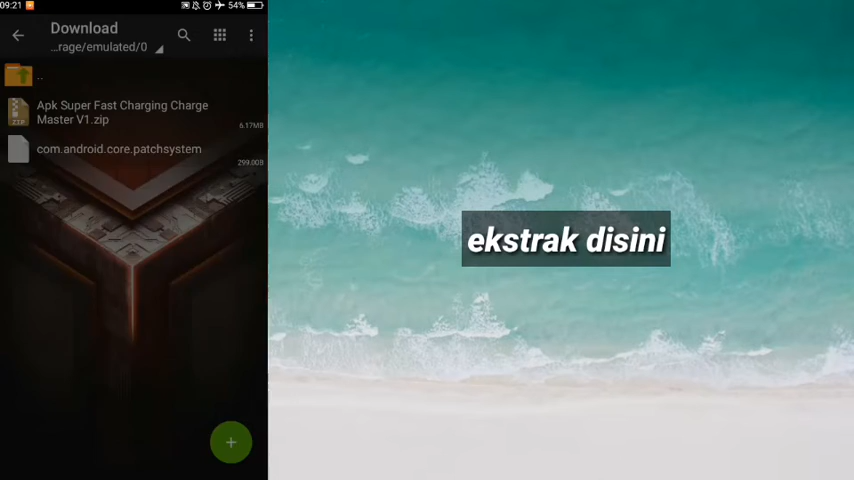 09:21
54%
Download
...rage/emulated/0
..
Apk Super Fast Charging Charge
Master V1.zip
ZIP
6.17MB
com.android.core.patchsystem
299.00B
ekstrak disini